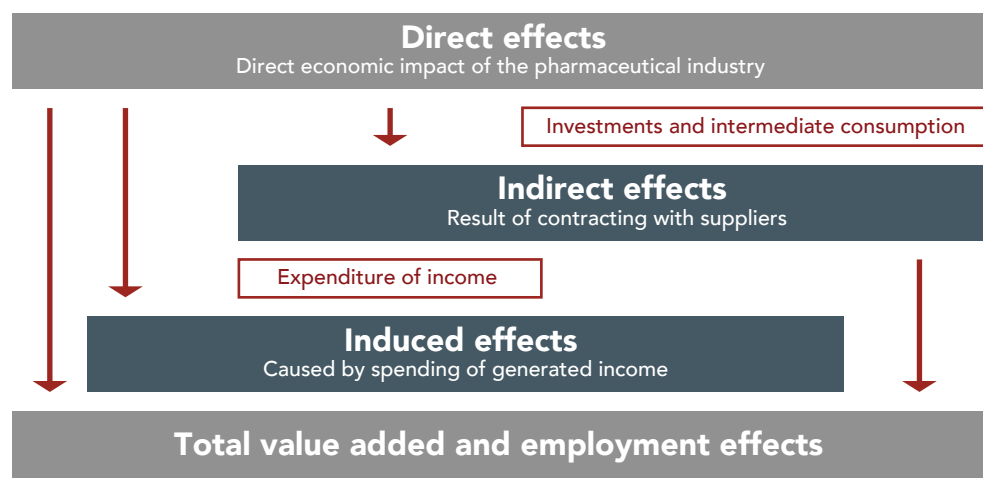 Direct effects
Direct economic impact of the pharmaceutical industry
Investments and intermediate consumption
Indirect effects
Result of contracting with suppliers
Expenditure of income
Induced effects
Caused by spending of generated income
Total value added and employment effects